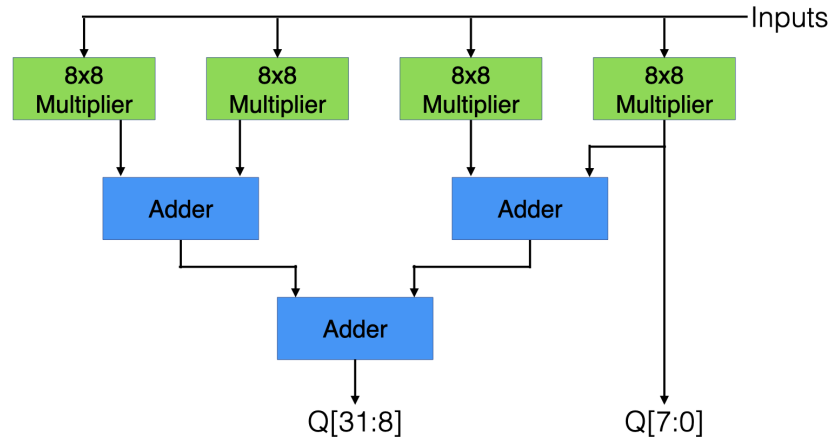 Inputs
8x8
Multiplier
8x8
Multiplier
8x8
Multiplier
8x8
Multiplier
Adder
Adder
Adder
Q[31:8]
Q[7:0]